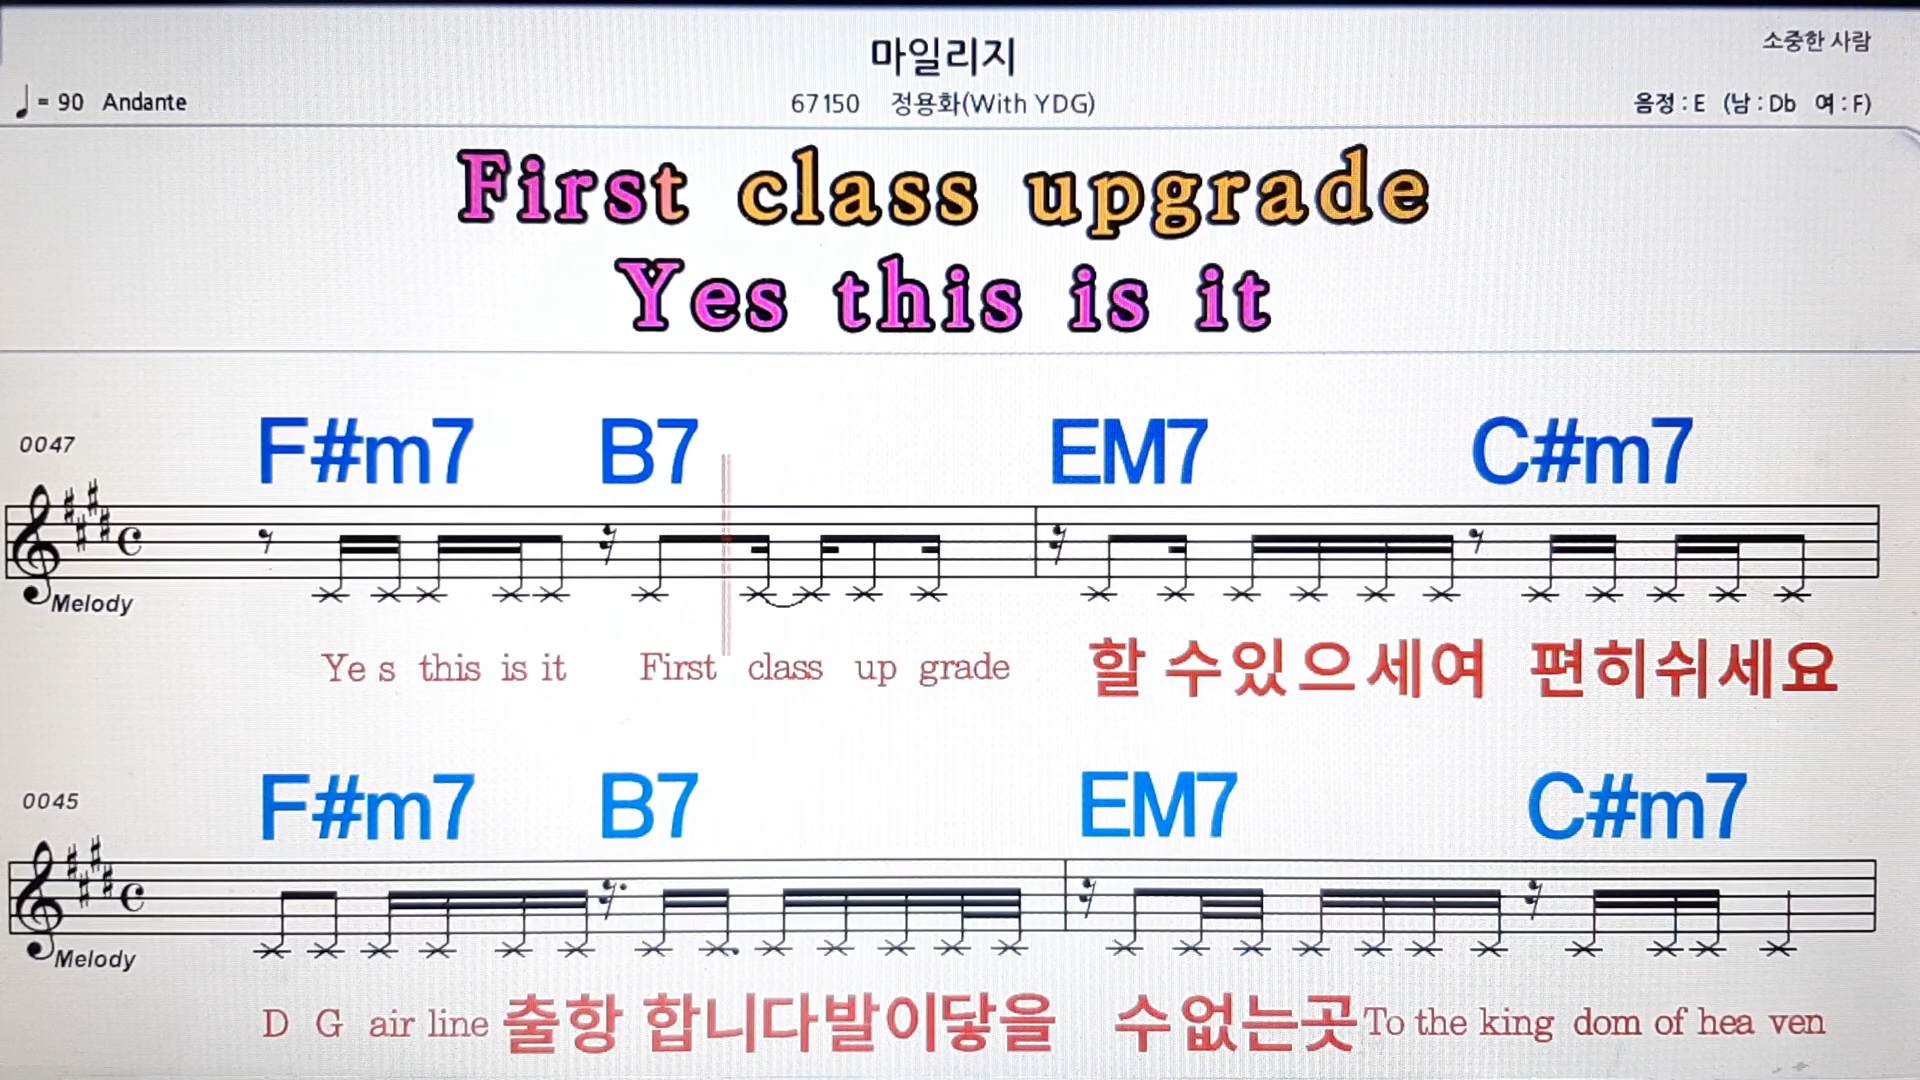 마일리지
소중한 사람
= 90 Andante
67150 정용화(With YDG)
음정 : E (남 : Db 여 : F)
First class upgrade
Yes this is it
0047
F#m7 B7 EM7 C#m7
Melody
Ye s this is it First class up grade 할 수있으세여 편히쉬세요
0045
F#m7 B7 EM7 C#m7
Melody
D G air line 출항 합니다발이닿을 수없는곳To the king dom of hea ven